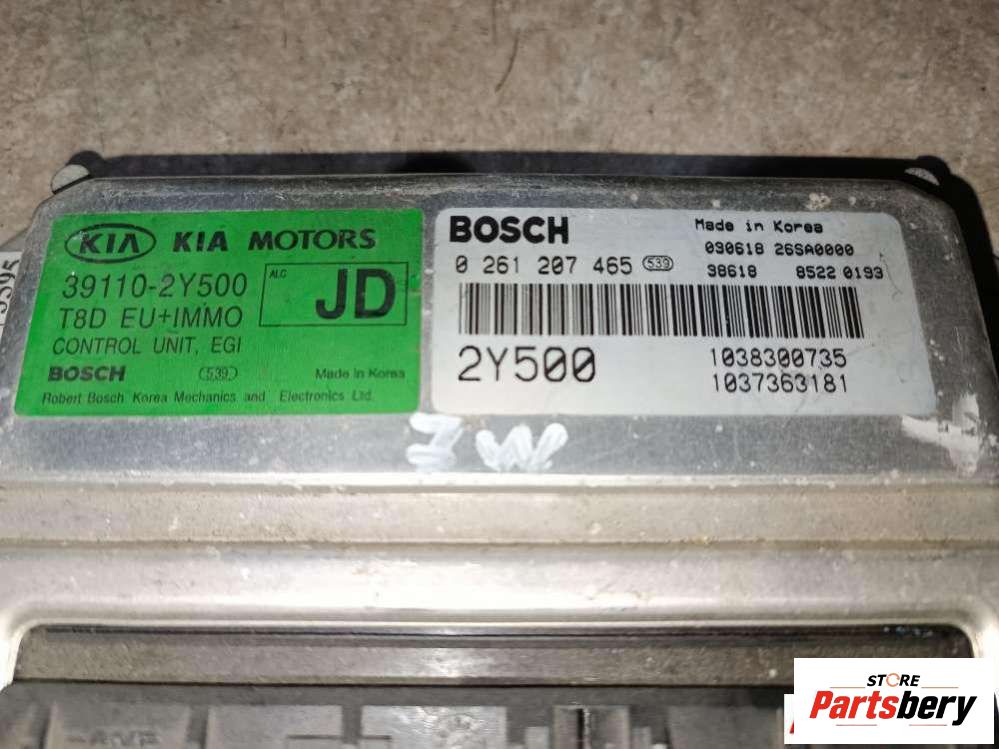 KIA KIA MOTORS
39110-2Y500
ALC
JD
T8D EU+IMMO
CONTROL UNIT, EGI
BOSCH 539 Made in Korea
Robert Bosch Korea Mechanics and Electronics Ltd.
BOSCH
Made in Korea
0 261 207 465 539
090618 26SA0000
98618 8522 0193
2Y500
1038300735
1037363181
STORE
Partsbery